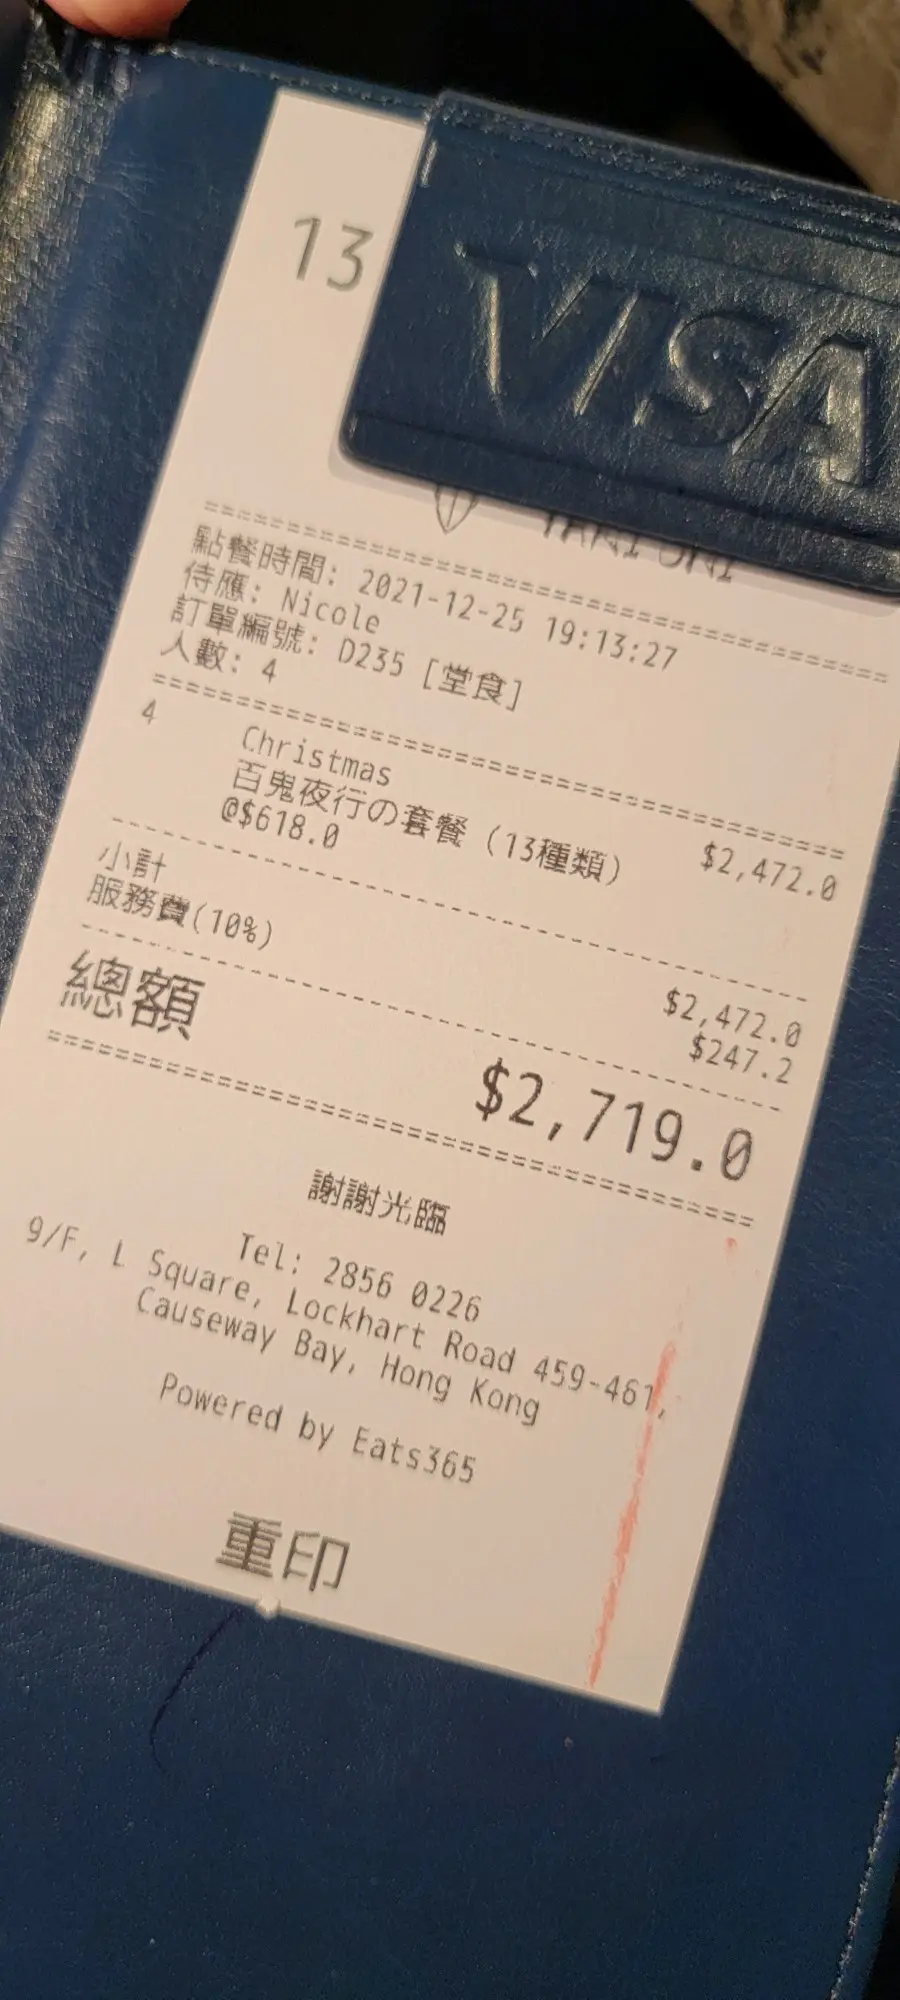 13
VISA
點餐時間: 2021-12-25 19:13:27
侍應: Nicole
訂單編號: D235 [堂食]
人數: 4
4 Christmas
百鬼夜行の套餐 (13種類) $2,472.0
@$618.0
小計 $2,472.0
服務費(10%) $247.2
總額 $2,719.0
謝謝光臨
Tel: 2856 0226
9/F, L Square, Lockhart Road 459-461,
Causeway Bay, Hong Kong
Powered by Eats365
重印